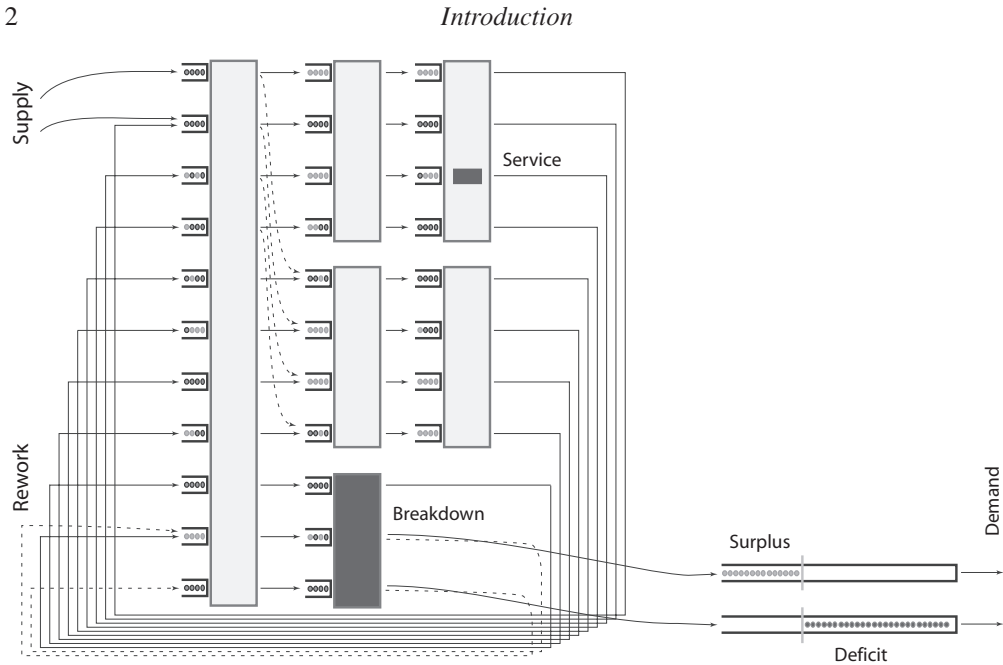 2
Introduction
Supply
Service
Rework
Breakdown
Surplus
Demand
Deficit